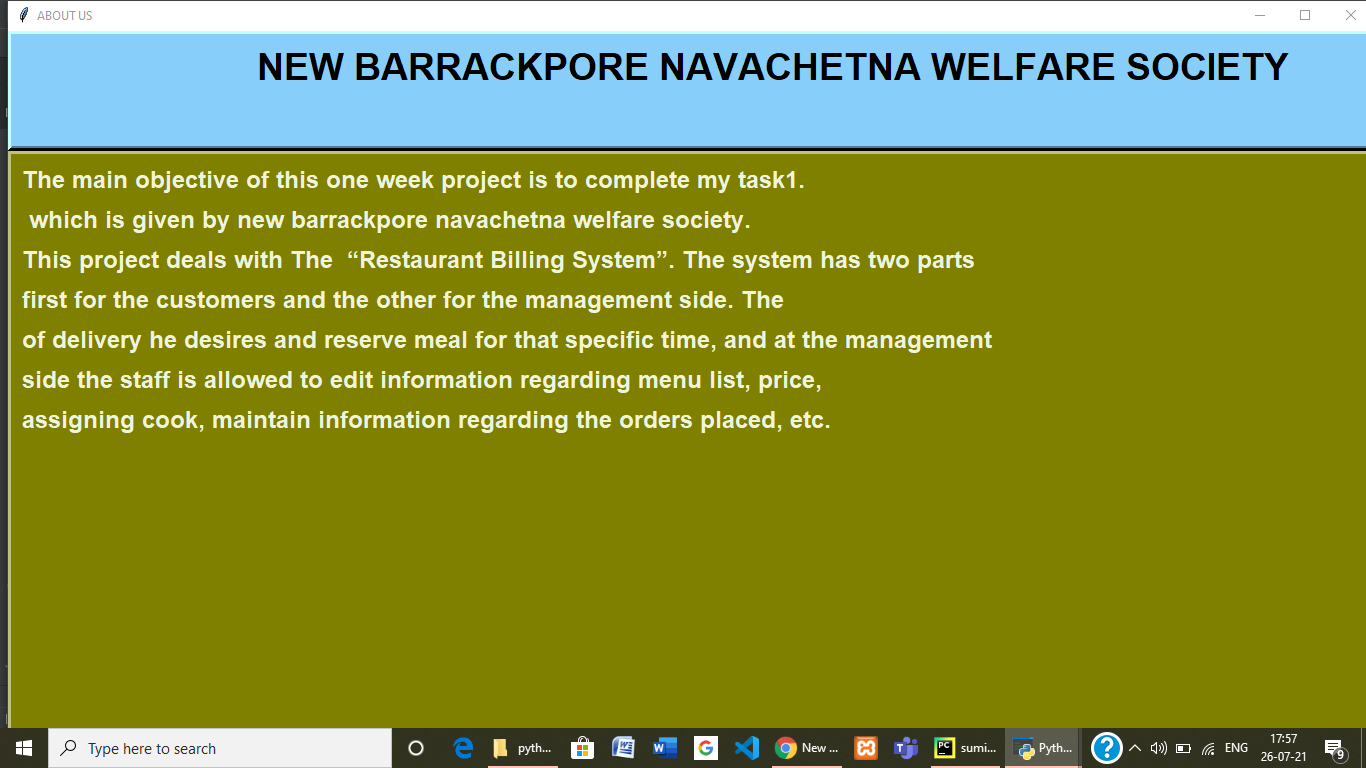 ABOUT US
NEW BARRACKPORE NAVACHETNA WELFARE SOCIETY
The main objective of this one week project is to complete my task1.
which is given by new barrackpore navachetna welfare society.
This project deals with The “Restaurant Billing System”. The system has two parts
first for the customers and the other for the management side. The
of delivery he desires and reserve meal for that specific time, and at the management
side the staff is allowed to edit information regarding menu list, price,
assigning cook, maintain information regarding the orders placed, etc.
Type here to search
pyth...
New ...
sumi...
Pyth...
ENG
17:57
26-07-21
9